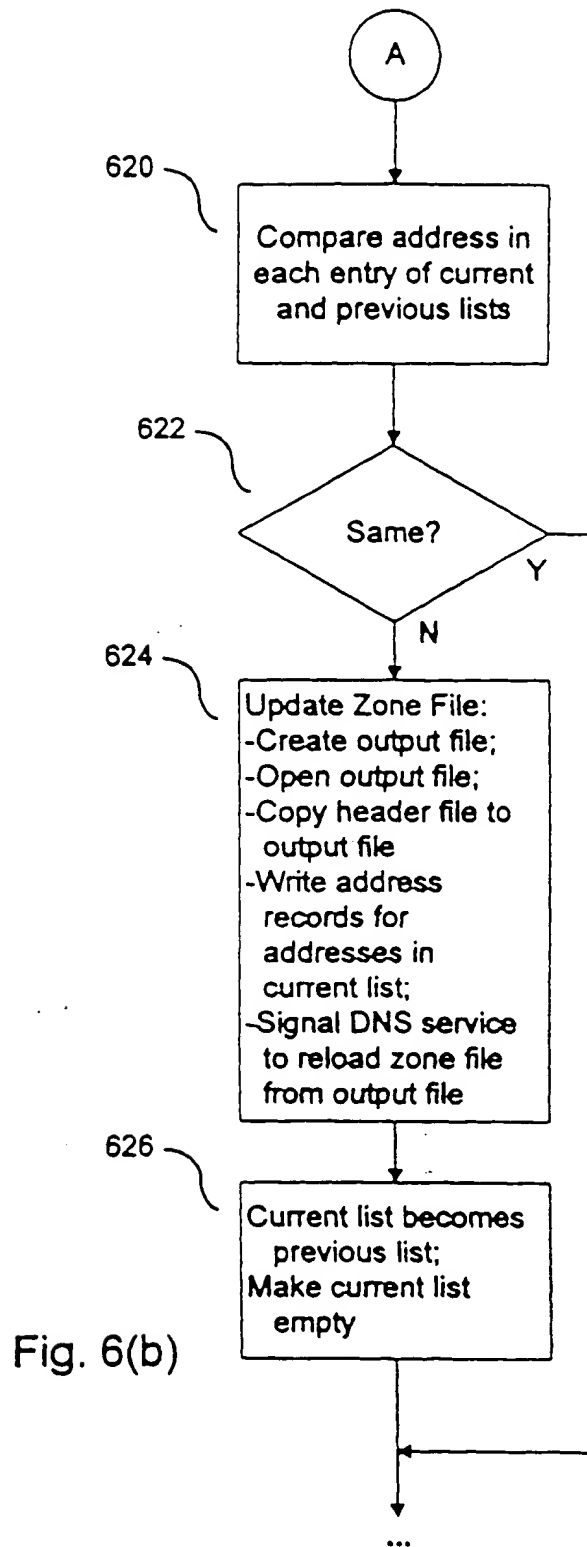 A
620
Compare address in
each entry of current
and previous lists
622
Same?
Y
N
624
Update Zone File:
-Create output file;
-Open output file;
-Copy header file to
output file
-Write address
records for
addresses in
current list;
-Signal DNS service
to reload zone file
from output file
626
Current list becomes
previous list;
Make current list
empty
Fig. 6(b)
...